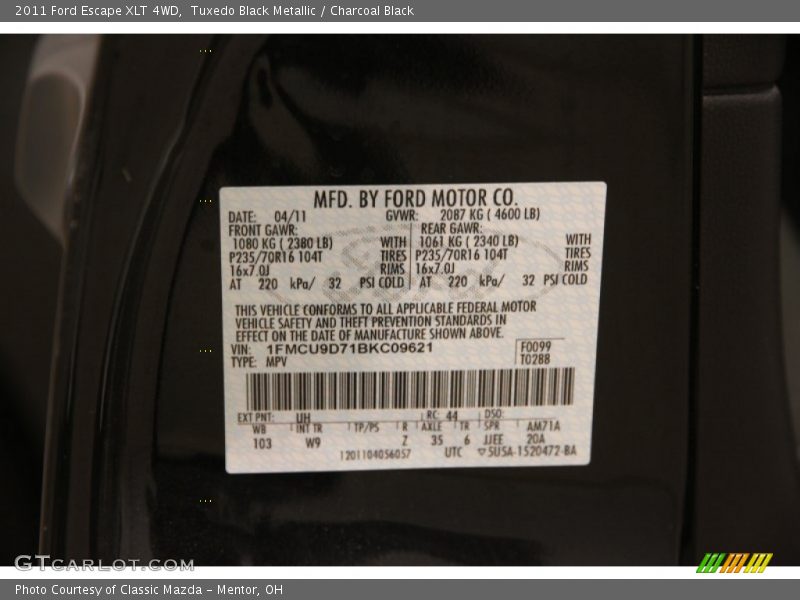 2011 Ford Escape XLT 4WD, Tuxedo Black Metallic / Charcoal Black
MFD. BY FORD MOTOR CO.
DATE: 04/11 GVWR: 2087 KG ( 4600 LB)
FRONT GAWR: REAR GAWR:
1080 KG ( 2380 LB) WITH 1061 KG ( 2340 LB) WITH
P235/70R16 104T TIRES P235/70R16 104T TIRES
16x7.0J RIMS 16x7.0J RIMS
AT 220 kPa/ 32 PSI COLD AT 220 kPa/ 32 PSI COLD
THIS VEHICLE CONFORMS TO ALL APPLICABLE FEDERAL MOTOR
VEHICLE SAFETY AND THEFT PREVENTION STANDARDS IN
EFFECT ON THE DATE OF MANUFACTURE SHOWN ABOVE.
VIN: 1FMCU9D71BKC09621 F0099
TYPE: MPV T0288
EXT PNT: UH RC: 44 DSO:
WB INT TR TP/PS R AXLE TR SPR AM71A
103 W9 Z 35 6 JJEE 20A
1201104056057 UTC ▽5USA-1520472-BA
GTCARLOT.COM
Photo Courtesy of Classic Mazda - Mentor, OH